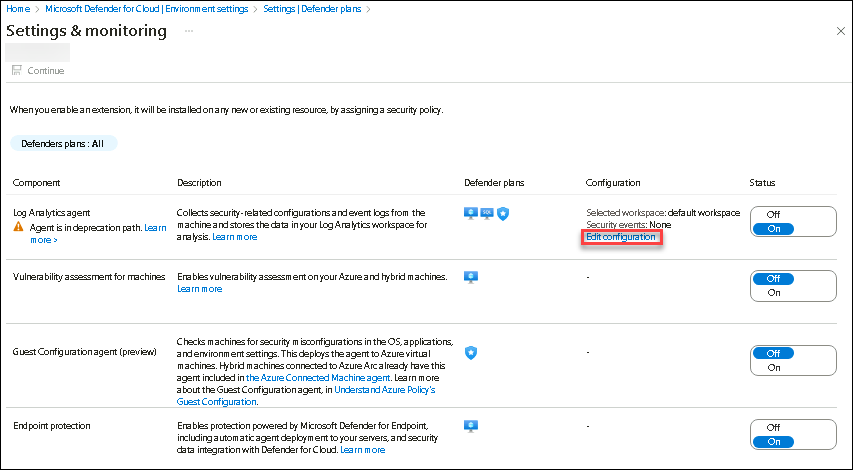 Home > Microsoft Defender for Cloud | Environment settings > Settings | Defender plans >
Settings & monitoring ...
Continue
When you enable an extension, it will be installed on any new or existing resource, by assigning a security policy.
Defenders plans : All
Component Description Defender plans Configuration Status
Log Analytics agent
Agent is in deprecation path. Learn
more >
Collects security-related configurations and event logs from the
machine and stores the data in your Log Analytics workspace for
analysis. Learn more
SQL
Selected workspace: default workspace
Security events: None
Edit configuration
Off
On
Vulnerability assessment for machines
Enables vulnerability assessment on your Azure and hybrid machines.
Learn more
-
Off
On
Guest Configuration agent (preview)
Checks machines for security misconfigurations in the OS, applications,
and environment settings. This deploys the agent to Azure virtual
machines. Hybrid machines connected to Azure Arc already have this
agent included in the Azure Connected Machine agent. Learn more
about the Guest Configuration agent, in Understand Azure Policy's
Guest Configuration.
-
Off
On
Endpoint protection
Enables protection powered by Microsoft Defender for Endpoint,
including automatic agent deployment to your servers, and security
data integration with Defender for Cloud. Learn more
-
Off
On